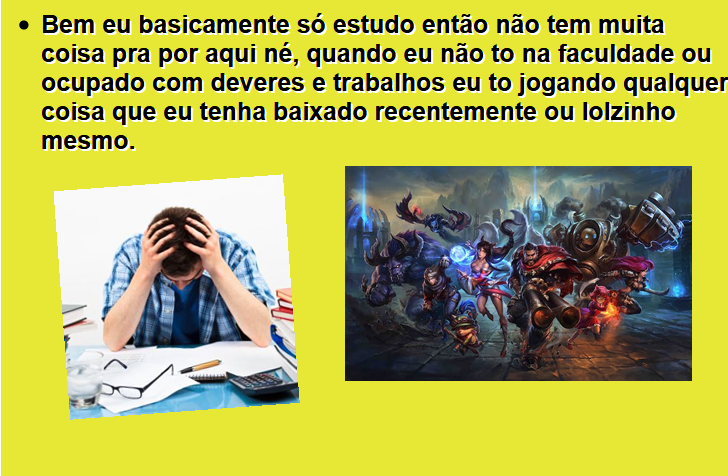 Bem eu basicamente só estudo então não tem muita
coisa pra por aqui né, quando eu não to na faculdade ou
ocupado com deveres e trabalhos eu to jogando qualquer
coisa que eu tenha baixado recentemente ou lolzinho
mesmo.